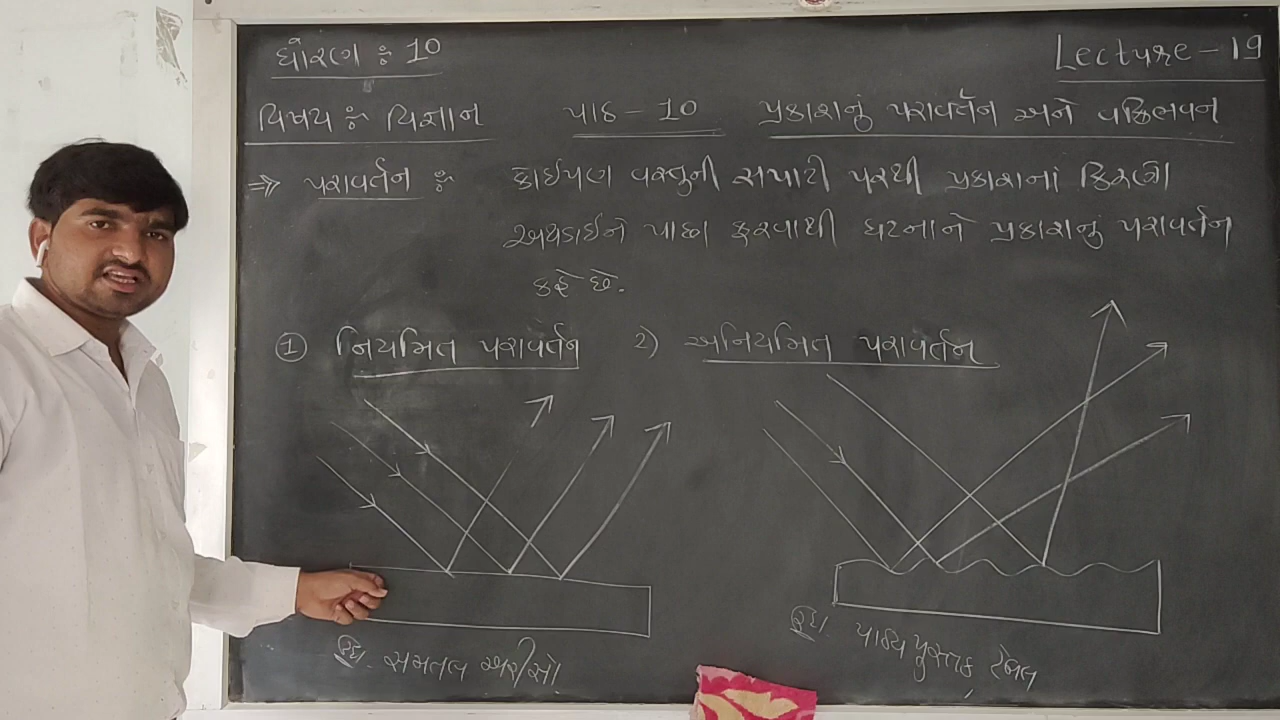 ધોરણ ઃ 10
Lecture - 19
વિષય ઃ વિજ્ઞાન પાઠ - 10 પ્રકાશનું પરાવર્તન અને વક્રિભવન
⇒ પરાવર્તન ઃ કોઈપણ વસ્તુની સપાટી પરથી પ્રકાશનાં કિરણો
અથડાઈને પાછા ફરવાથી ઘટનાને પ્રકાશનું પરાવર્તન
કહે છે.
① નિયમિત પરાવર્તન 2) અનિયમિત પરાવર્તન
દા. સમતલ અરીસો
દા. પાઠ્ય પુસ્તક, ટેબલ